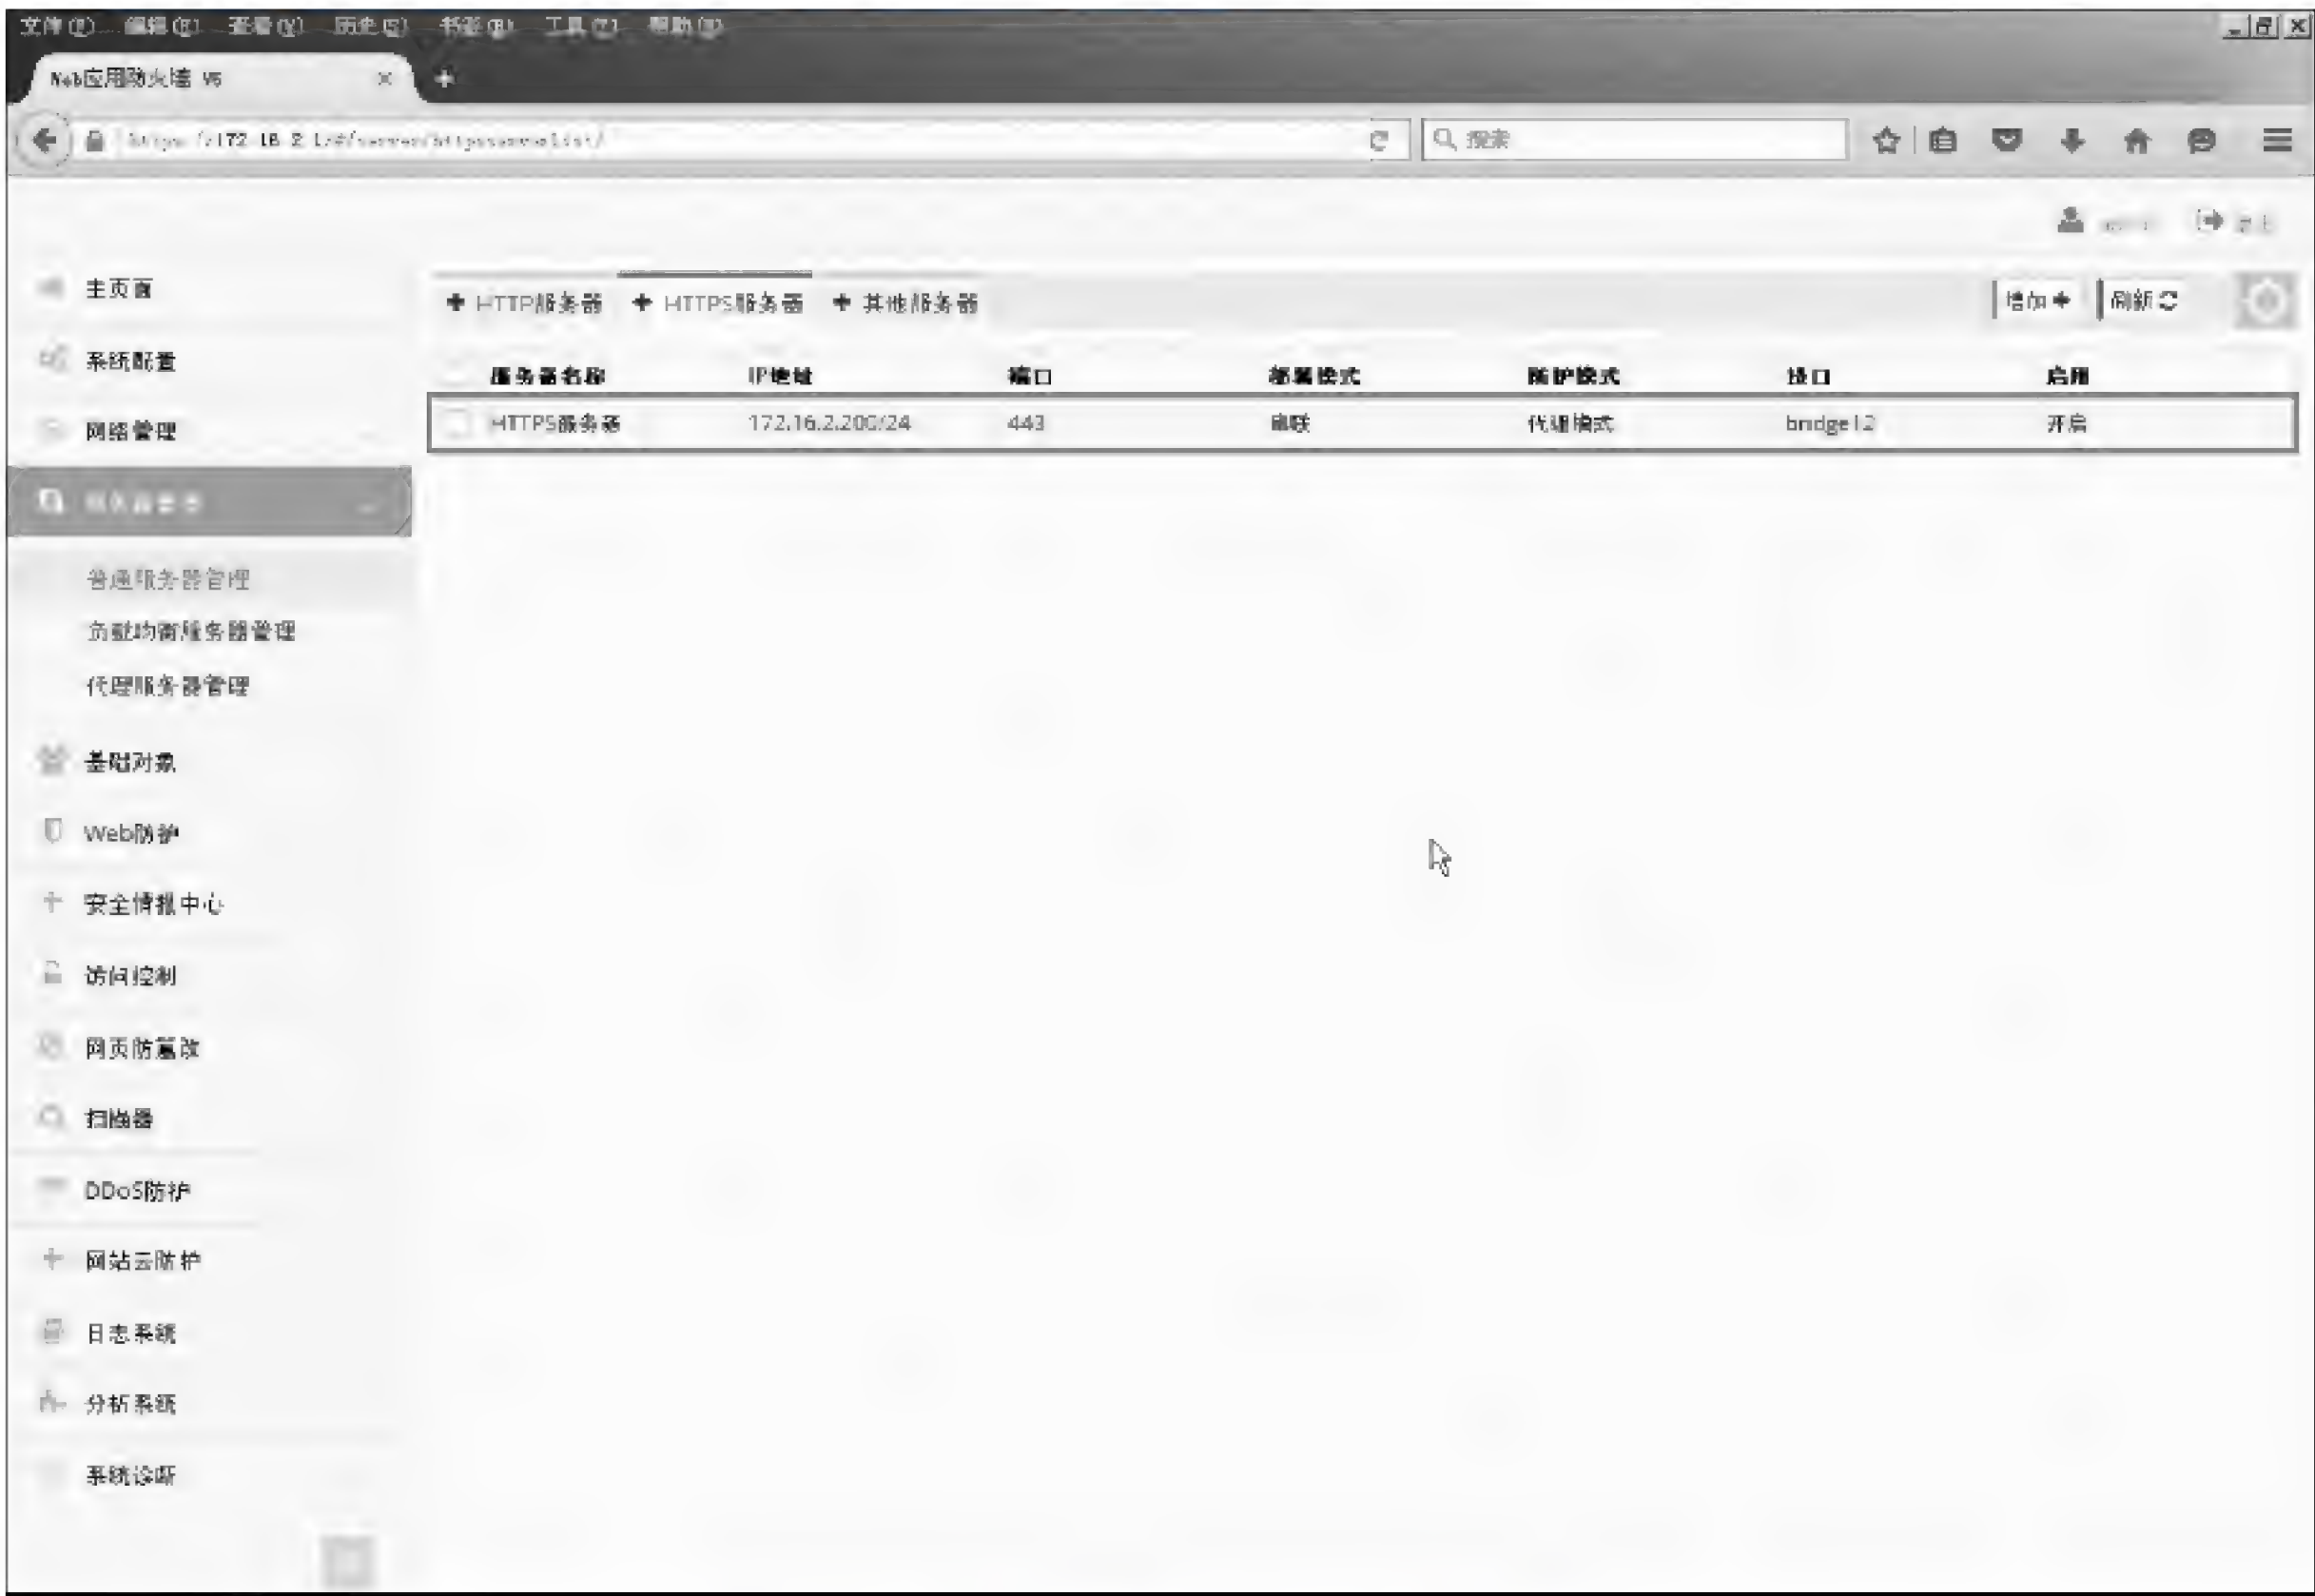 文件(F) 编辑(E) 查看(V) 历史(S) 书签(B) 工具(T) 帮助(H)
Web应用防火墙 V6
搜索
主页面
系统配置
网络管理
服务器管理
普通服务器管理
负载均衡服务器管理
代理服务器管理
基础对象
Web防护
安全情报中心
访问控制
网页防篡改
扫描器
DDoS防护
网站云防护
日志系统
分析系统
系统诊断
HTTP服务器 HTTPS服务器 其他服务器 增加 刷新
服务器名称 IP地址 端口 部署模式 防护模式 接口 启用
HTTPS服务器 172.16.2.200/24 443 串联 代理模式 bridge12 开启